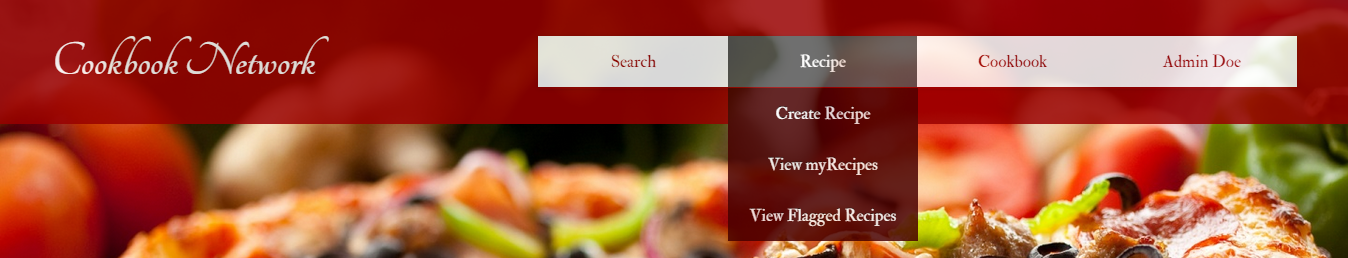 Cookbook Network
Search Recipe Cookbook Admin Doe
Create Recipe
View myRecipes
View Flagged Recipes